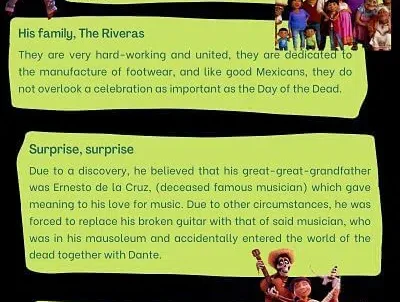 His family, The Riveras
They are very hard-working and united, they are dedicated to
the manufacture of footwear, and like good Mexicans, they do
not overlook a celebration as important as the Day of the Dead.
Surprise, surprise
Due to a discovery, he believed that his great-great-grandfather
was Ernesto de la Cruz, (deceased famous musician) which gave
meaning to his love for music. Due to other circumstances, he was
forced to replace his broken guitar with that of said musician, who
was in his mausoleum and accidentally entered the world of the
dead together with Dante.